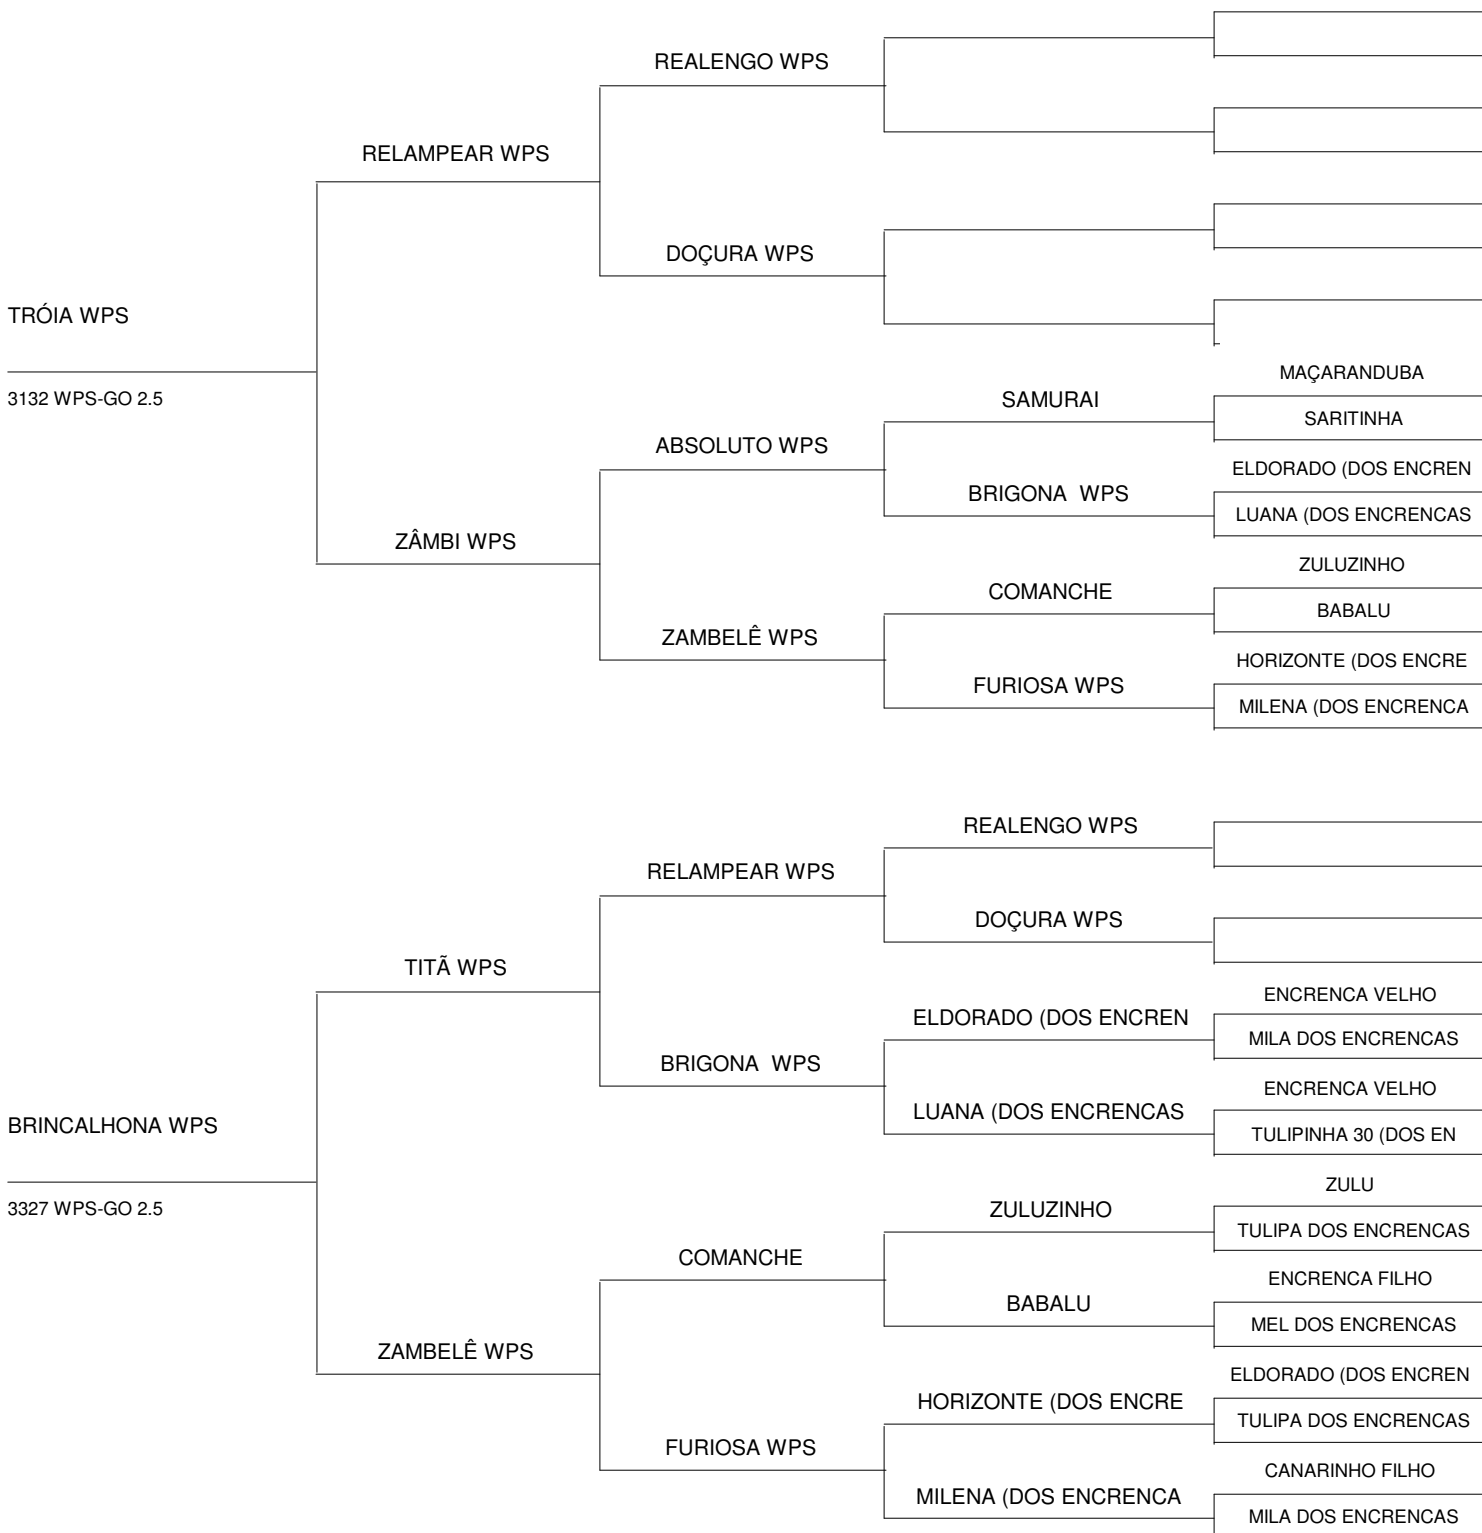 REALENGO WPS
RELAMPEAR WPS
DOÇURA WPS
TRÓIA WPS
3132 WPS-GO 2.5
MAÇARANDUBA
SAMURAI
SARITINHA
ABSOLUTO WPS
ELDORADO (DOS ENCREN
BRIGONA  WPS
LUANA (DOS ENCRENCAS
ZÂMBI WPS
ZULUZINHO
COMANCHE
BABALU
ZAMBELÊ WPS
HORIZONTE (DOS ENCRE
FURIOSA WPS
MILENA (DOS ENCRENCA
REALENGO WPS
RELAMPEAR WPS
DOÇURA WPS
TITÃ WPS
ENCRENCA VELHO
ELDORADO (DOS ENCREN
MILA DOS ENCRENCAS
BRIGONA  WPS
ENCRENCA VELHO
LUANA (DOS ENCRENCAS
TULIPINHA 30 (DOS EN
BRINCALHONA WPS
3327 WPS-GO 2.5
ZULU
ZULUZINHO
TULIPA DOS ENCRENCAS
COMANCHE
ENCRENCA FILHO
BABALU
MEL DOS ENCRENCAS
ZAMBELÊ WPS
ELDORADO (DOS ENCREN
HORIZONTE (DOS ENCRE
TULIPA DOS ENCRENCAS
FURIOSA WPS
CANARINHO FILHO
MILENA (DOS ENCRENCA
MILA DOS ENCRENCAS